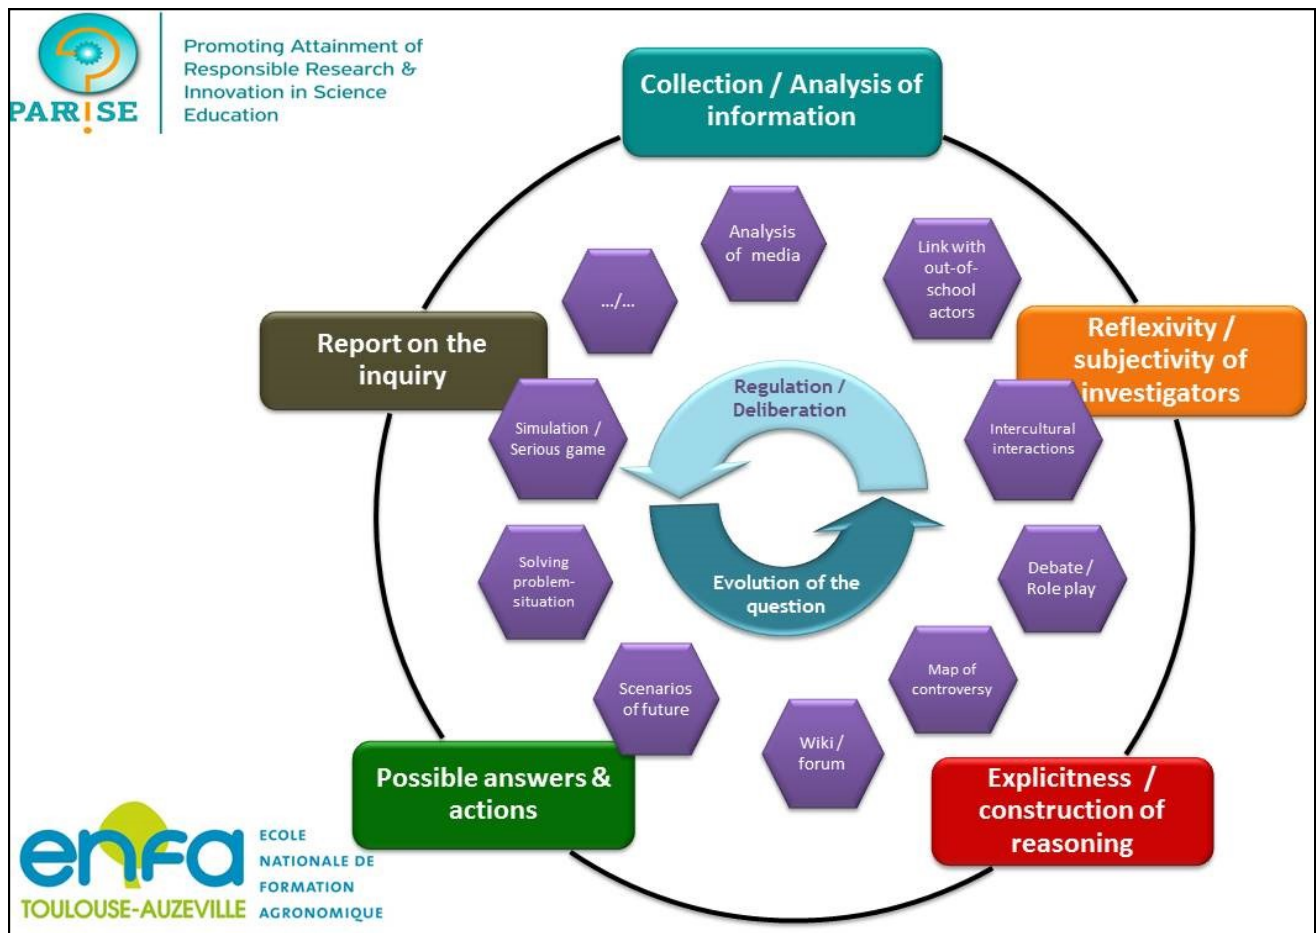 PARRISE
Promoting Attainment of
Responsible Research &
Innovation in Science
Education
Collection / Analysis of
information
Analysis
of media
Link with
out-of-
school
actors
…/…
Report on the
inquiry
Reflexivity /
subjectivity of
investigators
Regulation /
Deliberation
Simulation /
Serious game
Intercultural
interactions
Solving
problem-
situation
Evolution of the
question
Debate /
Role play
Map of
controversy
Scenarios
of future
Wiki /
forum
Possible answers &
actions
Explicitness /
construction of
reasoning
enfa
TOULOUSE-AUZEVILLE
ECOLE
NATIONALE DE
FORMATION
AGRONOMIQUE